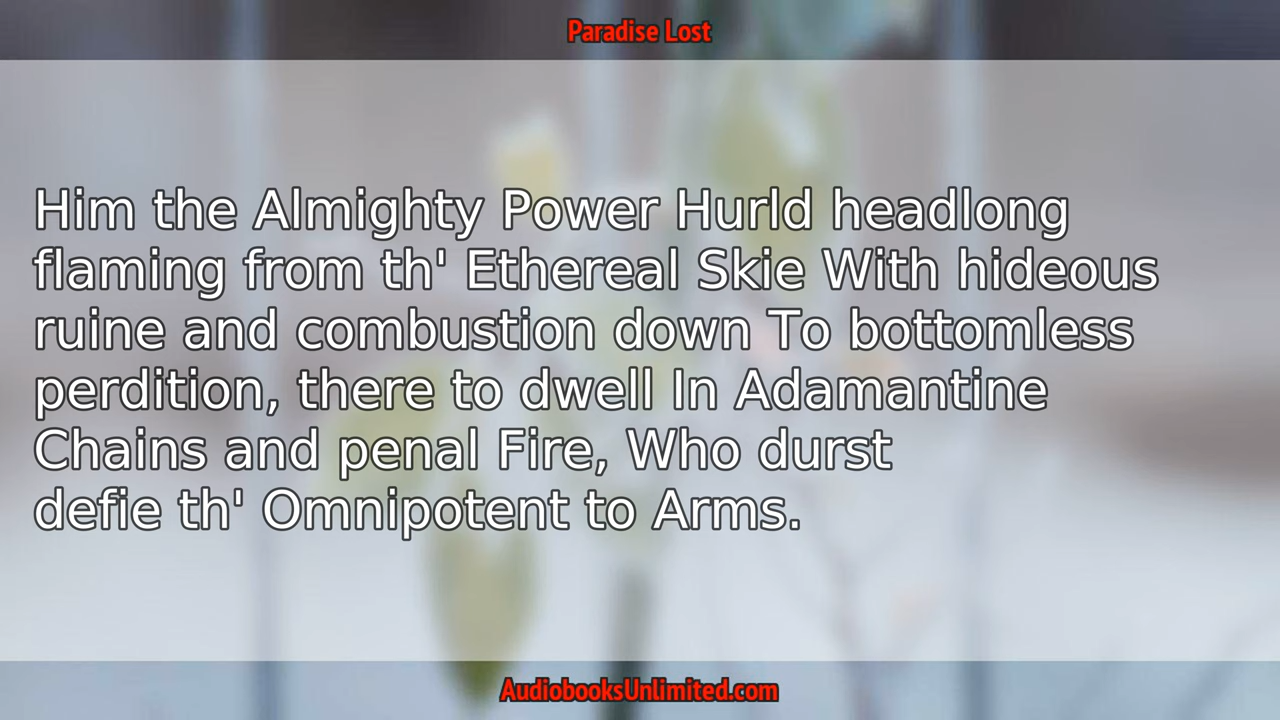 Paradise Lost
Him the Almighty Power Hurld headlong
flaming from th' Ethereal Skie With hideous
ruine and combustion down To bottomless
perdition, there to dwell In Adamantine
Chains and penal Fire, Who durst
defie th' Omnipotent to Arms.
AudiobooksUnlimited.com